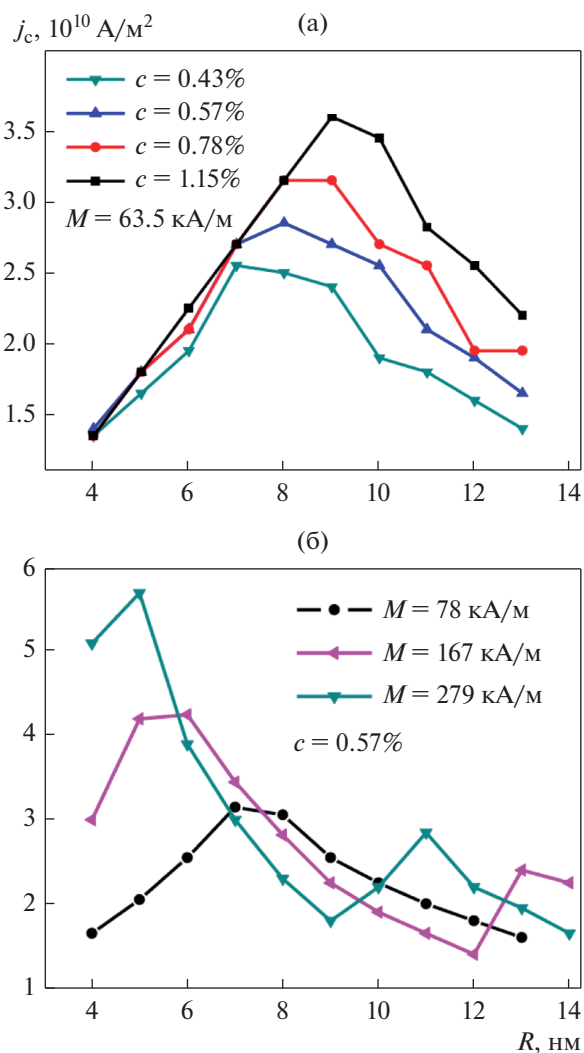 (а)
j_c, 10^10 А/м^2
c = 0.43%
c = 0.57%
c = 0.78%
c = 1.15%
M = 63.5 кА/м
3.5
3.0
2.5
2.0
1.5
4 6 8 10 12 14
(б)
6
5
4
3
2
1
M = 78 кА/м
M = 167 кА/м
M = 279 кА/м
c = 0.57%
4 6 8 10 12 14
R, нм